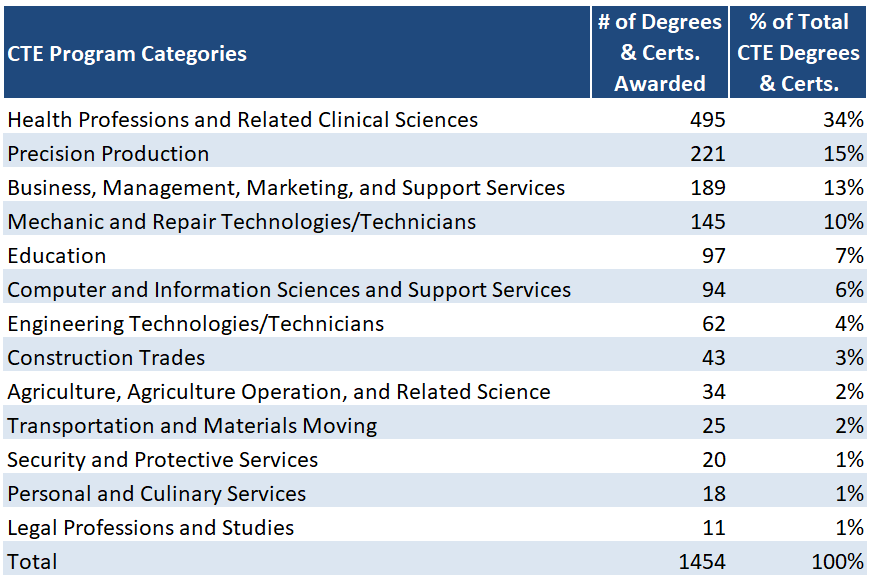 CTE Program Categories # of Degrees & Certs. Awarded % of Total CTE Degrees & Certs.
Health Professions and Related Clinical Sciences 495 34%
Precision Production 221 15%
Business, Management, Marketing, and Support Services 189 13%
Mechanic and Repair Technologies/Technicians 145 10%
Education 97 7%
Computer and Information Sciences and Support Services 94 6%
Engineering Technologies/Technicians 62 4%
Construction Trades 43 3%
Agriculture, Agriculture Operation, and Related Science 34 2%
Transportation and Materials Moving 25 2%
Security and Protective Services 20 1%
Personal and Culinary Services 18 1%
Legal Professions and Studies 11 1%
Total 1454 100%